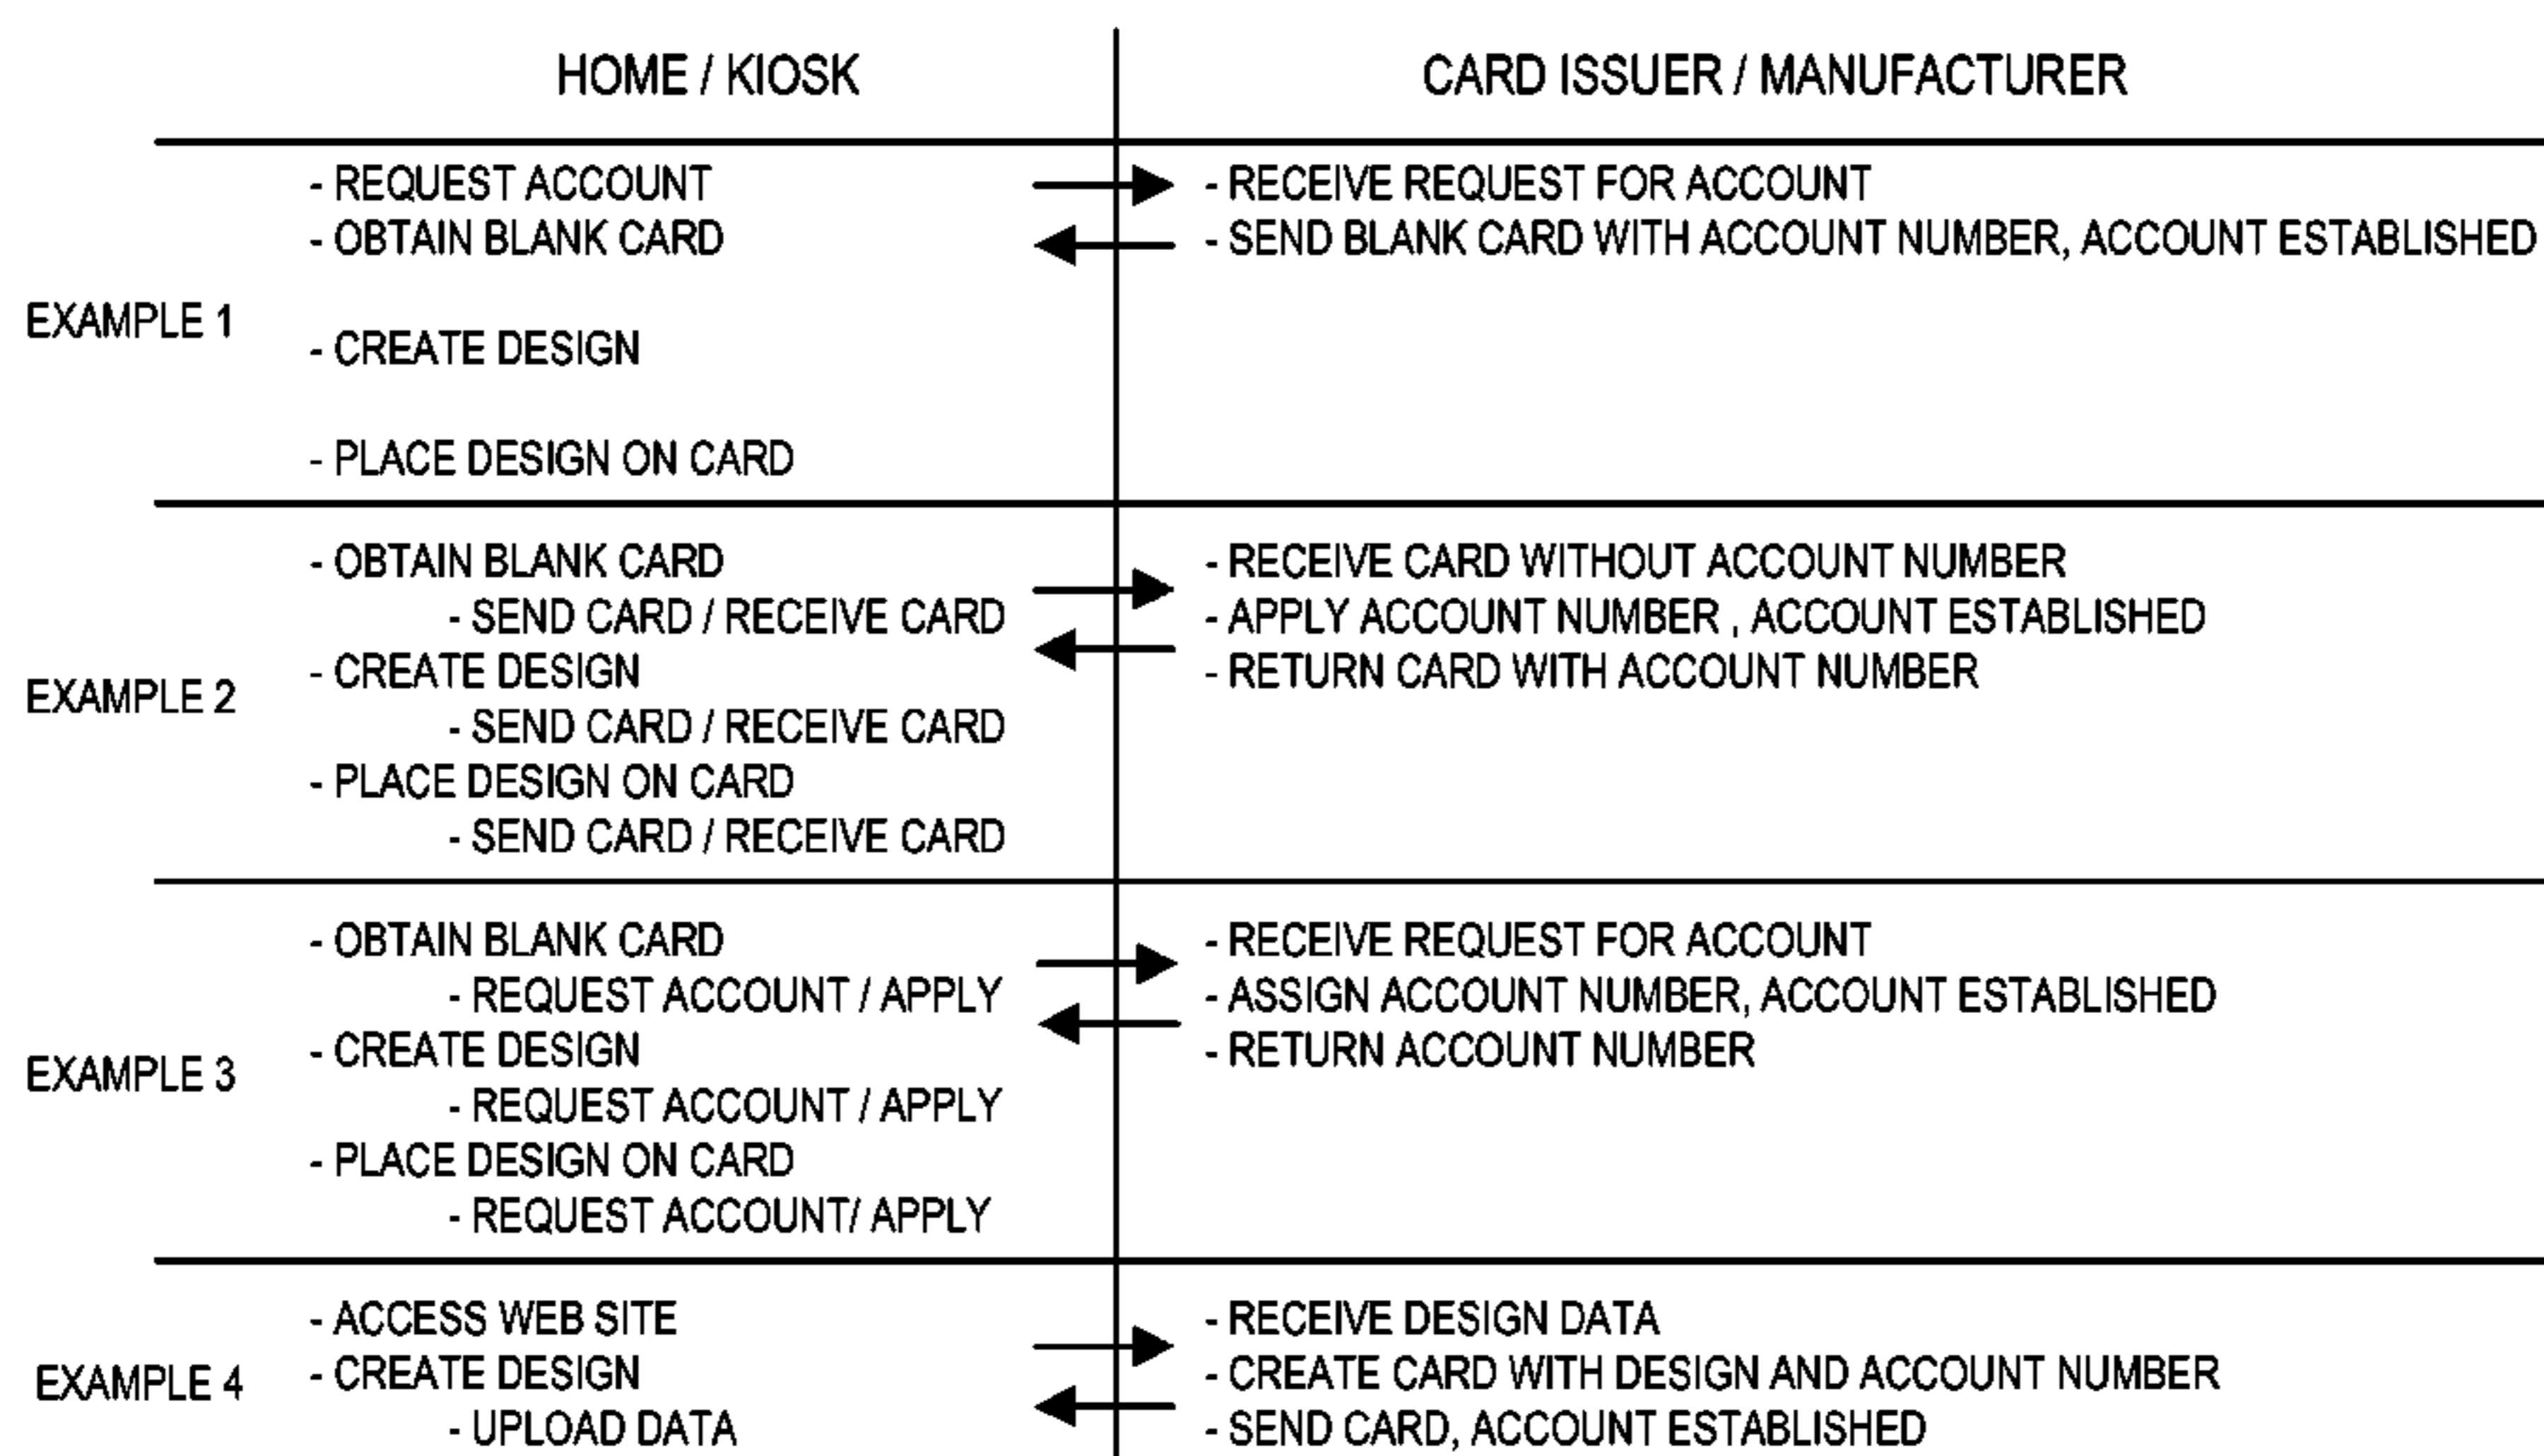 HOME / KIOSK
CARD ISSUER / MANUFACTURER
EXAMPLE 1
- REQUEST ACCOUNT
- OBTAIN BLANK CARD
- CREATE DESIGN
- PLACE DESIGN ON CARD
- RECEIVE REQUEST FOR ACCOUNT
- SEND BLANK CARD WITH ACCOUNT NUMBER, ACCOUNT ESTABLISHED
EXAMPLE 2
- OBTAIN BLANK CARD
- SEND CARD / RECEIVE CARD
- CREATE DESIGN
- SEND CARD / RECEIVE CARD
- PLACE DESIGN ON CARD
- SEND CARD / RECEIVE CARD
- RECEIVE CARD WITHOUT ACCOUNT NUMBER
- APPLY ACCOUNT NUMBER , ACCOUNT ESTABLISHED
- RETURN CARD WITH ACCOUNT NUMBER
EXAMPLE 3
- OBTAIN BLANK CARD
- REQUEST ACCOUNT / APPLY
- CREATE DESIGN
- REQUEST ACCOUNT / APPLY
- PLACE DESIGN ON CARD
- REQUEST ACCOUNT/ APPLY
- RECEIVE REQUEST FOR ACCOUNT
- ASSIGN ACCOUNT NUMBER, ACCOUNT ESTABLISHED
- RETURN ACCOUNT NUMBER
EXAMPLE 4
- ACCESS WEB SITE
- CREATE DESIGN
- UPLOAD DATA
- RECEIVE DESIGN DATA
- CREATE CARD WITH DESIGN AND ACCOUNT NUMBER
- SEND CARD, ACCOUNT ESTABLISHED